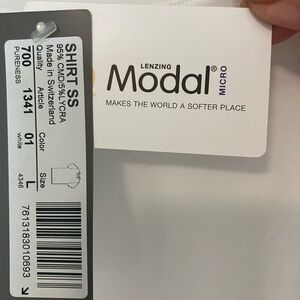 SHIRT SS
95% CMD/5%LYCRA
Made in Switzerland
Quality Article Color Size
700 1341 01 L
PURENESS white 4346
7613183010693
LENZING
Modal®
MICRO
MAKES THE WORLD A SOFTER PLACE